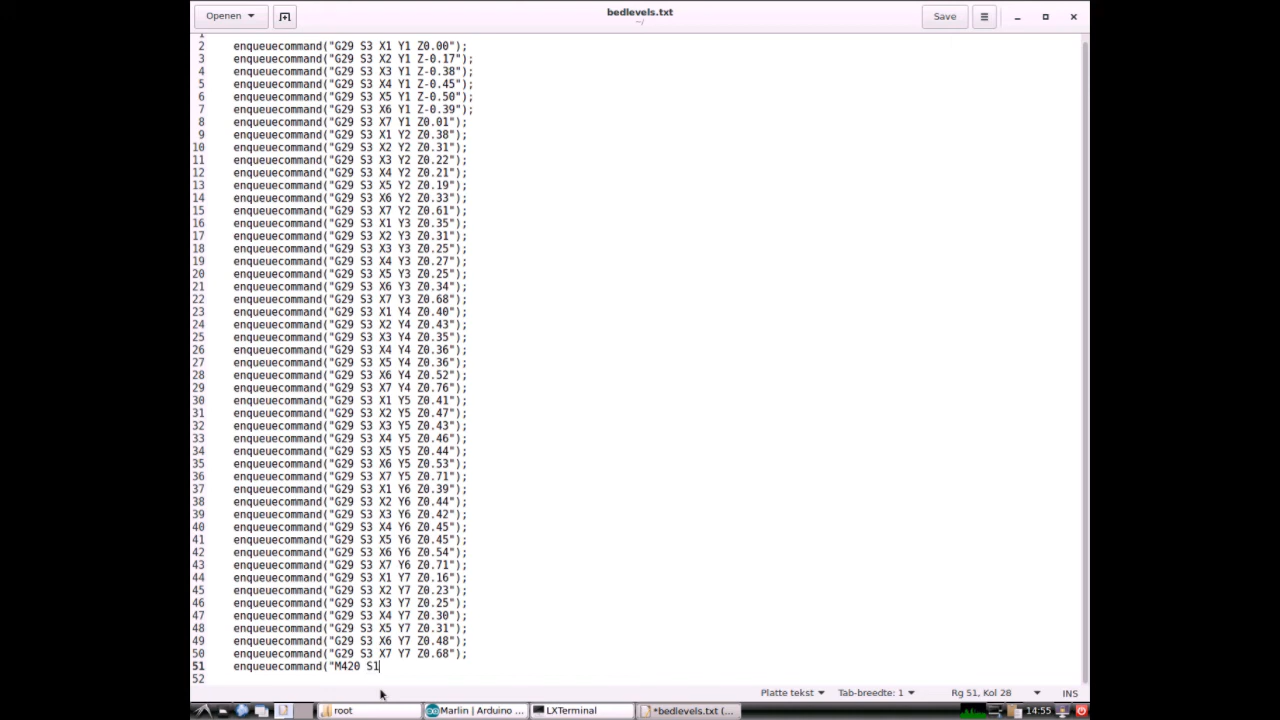 Openen
bedlevels.txt
~/
Save
1
2 enqueuecommand("G29 S3 X1 Y1 Z0.00");
3 enqueuecommand("G29 S3 X2 Y1 Z-0.17");
4 enqueuecommand("G29 S3 X3 Y1 Z-0.38");
5 enqueuecommand("G29 S3 X4 Y1 Z-0.45");
6 enqueuecommand("G29 S3 X5 Y1 Z-0.50");
7 enqueuecommand("G29 S3 X6 Y1 Z-0.39");
8 enqueuecommand("G29 S3 X7 Y1 Z0.01");
9 enqueuecommand("G29 S3 X1 Y2 Z0.38");
10 enqueuecommand("G29 S3 X2 Y2 Z0.31");
11 enqueuecommand("G29 S3 X3 Y2 Z0.22");
12 enqueuecommand("G29 S3 X4 Y2 Z0.21");
13 enqueuecommand("G29 S3 X5 Y2 Z0.19");
14 enqueuecommand("G29 S3 X6 Y2 Z0.33");
15 enqueuecommand("G29 S3 X7 Y2 Z0.61");
16 enqueuecommand("G29 S3 X1 Y3 Z0.35");
17 enqueuecommand("G29 S3 X2 Y3 Z0.31");
18 enqueuecommand("G29 S3 X3 Y3 Z0.25");
19 enqueuecommand("G29 S3 X4 Y3 Z0.27");
20 enqueuecommand("G29 S3 X5 Y3 Z0.25");
21 enqueuecommand("G29 S3 X6 Y3 Z0.34");
22 enqueuecommand("G29 S3 X7 Y3 Z0.68");
23 enqueuecommand("G29 S3 X1 Y4 Z0.40");
24 enqueuecommand("G29 S3 X2 Y4 Z0.43");
25 enqueuecommand("G29 S3 X3 Y4 Z0.35");
26 enqueuecommand("G29 S3 X4 Y4 Z0.36");
27 enqueuecommand("G29 S3 X5 Y4 Z0.36");
28 enqueuecommand("G29 S3 X6 Y4 Z0.52");
29 enqueuecommand("G29 S3 X7 Y4 Z0.76");
30 enqueuecommand("G29 S3 X1 Y5 Z0.41");
31 enqueuecommand("G29 S3 X2 Y5 Z0.47");
32 enqueuecommand("G29 S3 X3 Y5 Z0.43");
33 enqueuecommand("G29 S3 X4 Y5 Z0.46");
34 enqueuecommand("G29 S3 X5 Y5 Z0.44");
35 enqueuecommand("G29 S3 X6 Y5 Z0.53");
36 enqueuecommand("G29 S3 X7 Y5 Z0.71");
37 enqueuecommand("G29 S3 X1 Y6 Z0.39");
38 enqueuecommand("G29 S3 X2 Y6 Z0.44");
39 enqueuecommand("G29 S3 X3 Y6 Z0.42");
40 enqueuecommand("G29 S3 X4 Y6 Z0.45");
41 enqueuecommand("G29 S3 X5 Y6 Z0.45");
42 enqueuecommand("G29 S3 X6 Y6 Z0.54");
43 enqueuecommand("G29 S3 X7 Y6 Z0.71");
44 enqueuecommand("G29 S3 X1 Y7 Z0.16");
45 enqueuecommand("G29 S3 X2 Y7 Z0.23");
46 enqueuecommand("G29 S3 X3 Y7 Z0.25");
47 enqueuecommand("G29 S3 X4 Y7 Z0.30");
48 enqueuecommand("G29 S3 X5 Y7 Z0.31");
49 enqueuecommand("G29 S3 X6 Y7 Z0.48");
50 enqueuecommand("G29 S3 X7 Y7 Z0.68");
51 enqueuecommand("M420 S1
52
Platte tekst Tab-breedte: 1 Rg 51, Kol 28 INS
root Marlin | Arduino ... LXTerminal *bedlevels.txt (... 14:55